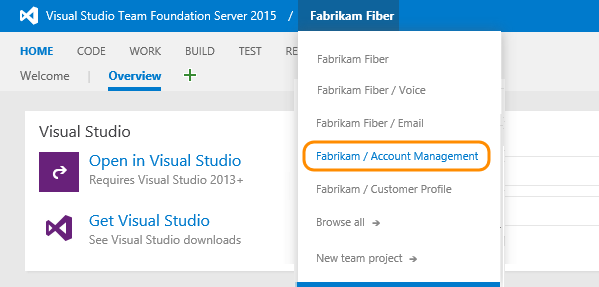 Visual Studio Team Foundation Server 2015 / Fabrikam Fiber
HOME CODE WORK BUILD TEST RE
Welcome | Overview +
Fabrikam Fiber
Fabrikam Fiber / Voice
Fabrikam Fiber / Email
Fabrikam / Account Management
Fabrikam / Customer Profile
Browse all →
New team project →
Visual Studio
Open in Visual Studio
Requires Visual Studio 2013+
Get Visual Studio
See Visual Studio downloads